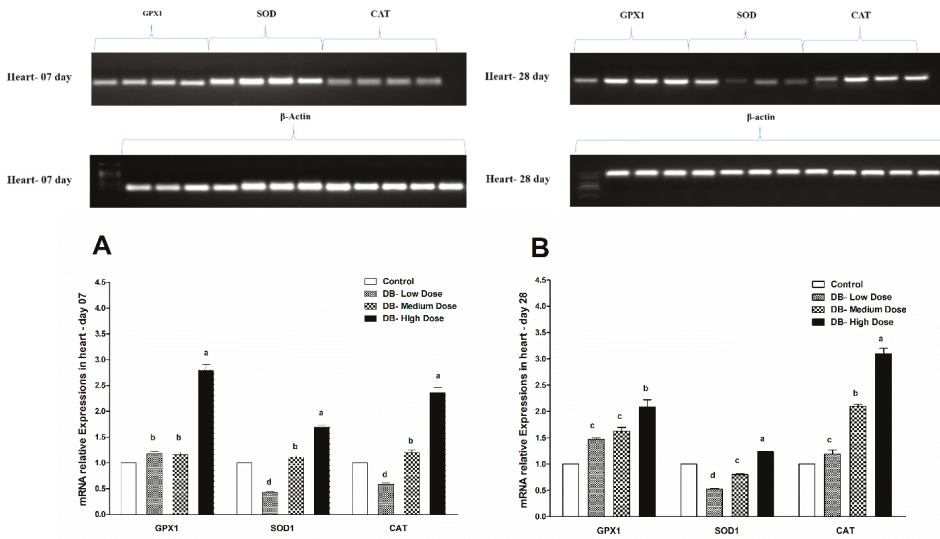 GPX1 SOD CAT
Heart- 07 day
β-Actin
Heart- 07 day
GPX1 SOD CAT
Heart- 28 day
β-actin
Heart- 28 day
A
mRNA relative Expressions in heart - day 07
4.5
4.0
3.5
3.0
2.5
2.0
1.5
1.0
0.5
0.0
Control
DB- Low Dose
DB- Medium Dose
DB- High Dose
a
b b
a
b
d
a
b
d
GPX1 SOD1 CAT
B
mRNA relative Expressions in heart - day 28
4.5
4.0
3.5
3.0
2.5
2.0
1.5
1.0
0.5
0.0
Control
DB- Low Dose
DB- Medium Dose
DB- High Dose
b
c c
a
c
d
a
b
c
GPX1 SOD1 CAT